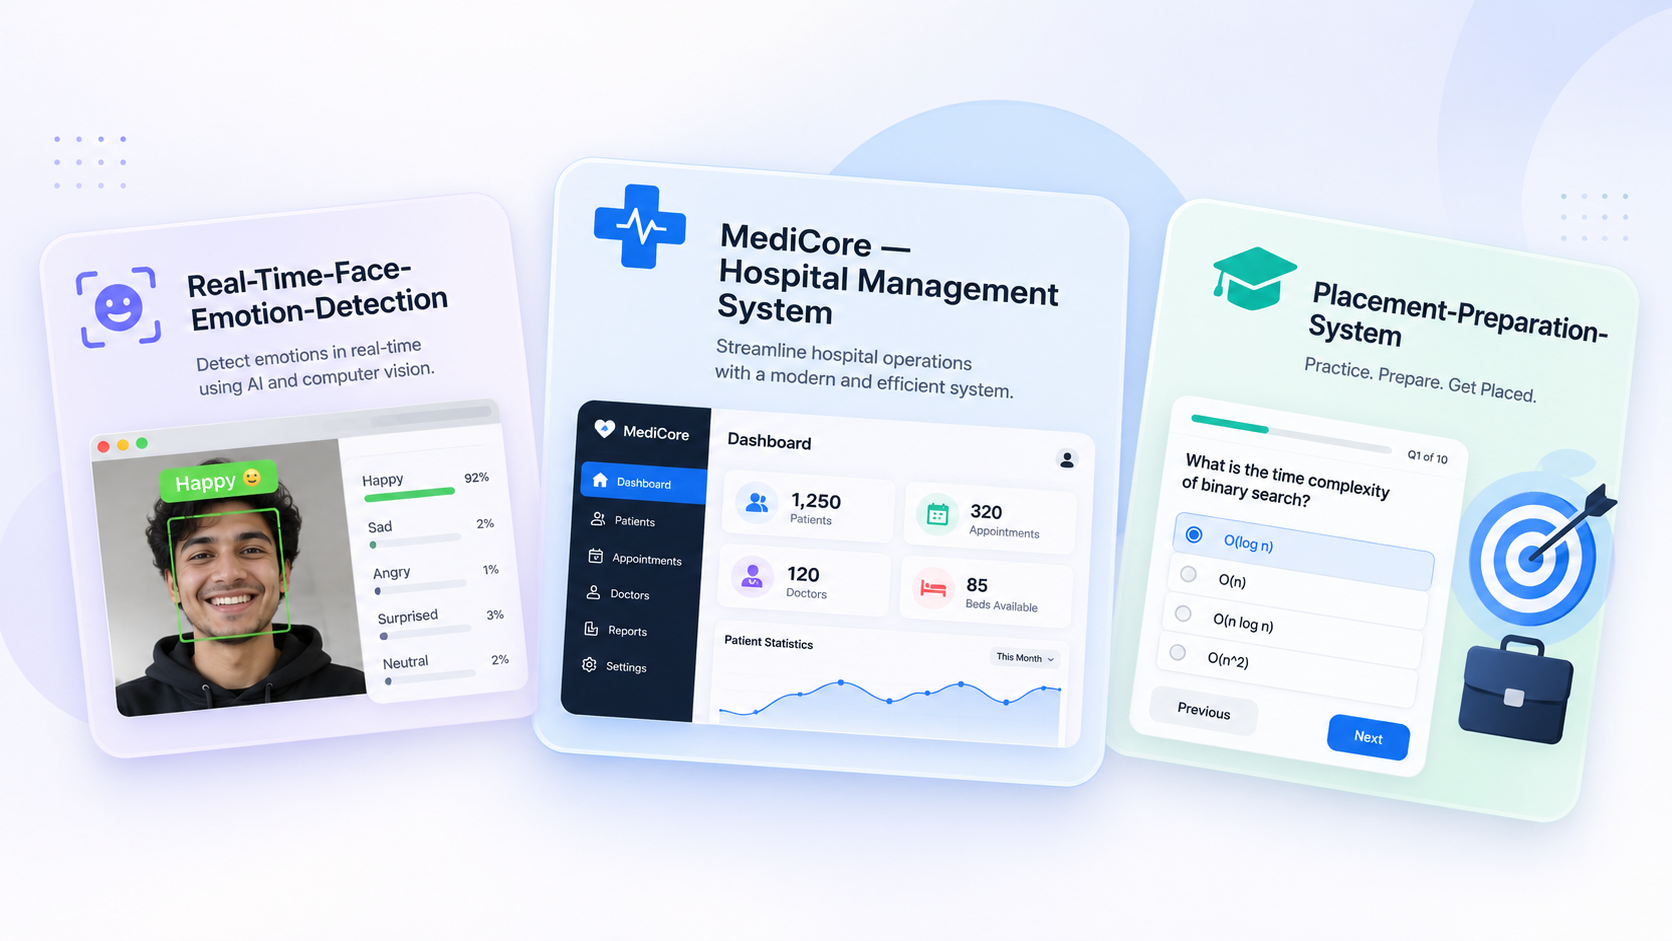 Real-Time-Face-
Emotion-Detection
Detect emotions in real-time
using AI and computer vision.
Happy 🙂
Happy 92%
Sad 2%
Angry 1%
Surprised 3%
Neutral 2%
MediCore —
Hospital Management
System
Streamline hospital operations
with a modern and efficient system.
MediCore
Dashboard
Patients
Appointments
Doctors
Reports
Settings
Dashboard
1,250
Patients
320
Appointments
120
Doctors
85
Beds Available
Patient Statistics
This Month
Placement-Preparation-
System
Practice. Prepare. Get Placed.
Q1 of 10
What is the time complexity
of binary search?
O(log n)
O(n)
O(n log n)
O(n^2)
Previous
Next